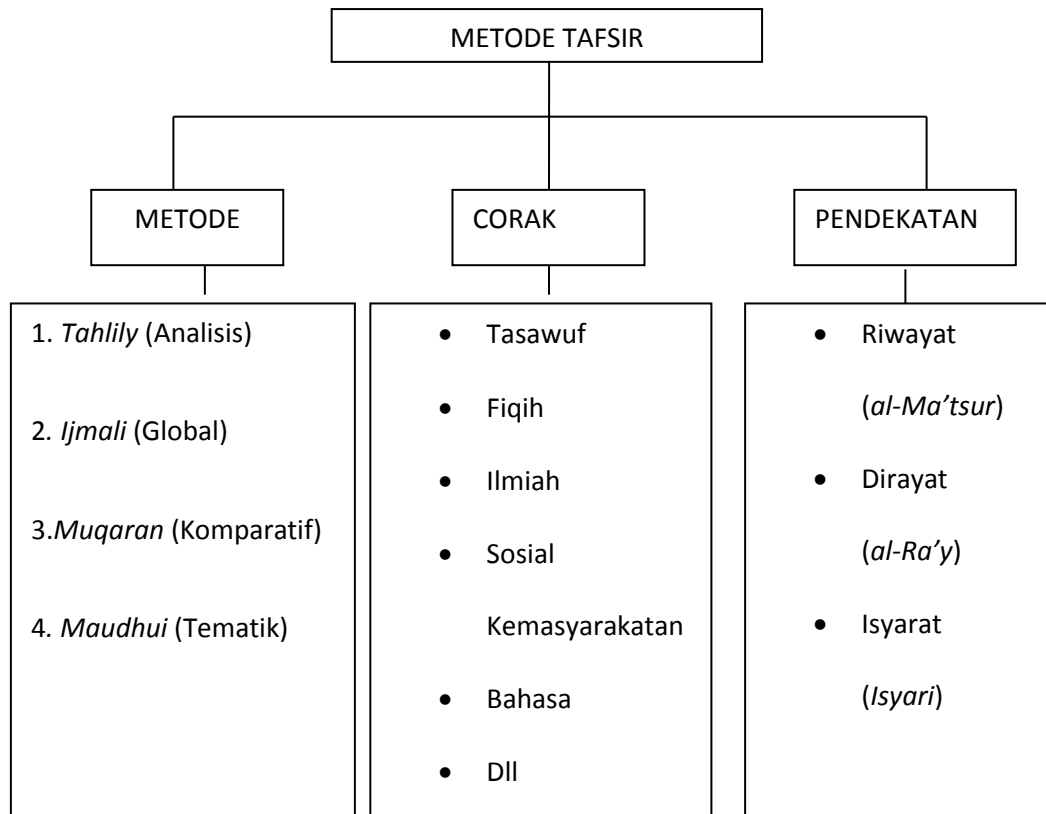 METODE TAFSIR
METODE
CORAK
PENDEKATAN
1. Tahlily (Analisis)
2. Ijmali (Global)
3.Muqaran (Komparatif)
4. Maudhui (Tematik)
• Tasawuf
• Fiqih
• Ilmiah
• Sosial
Kemasyarakatan
• Bahasa
• Dll
• Riwayat
(al-Ma’tsur)
• Dirayat
(al-Ra’y)
• Isyarat
(Isyari)